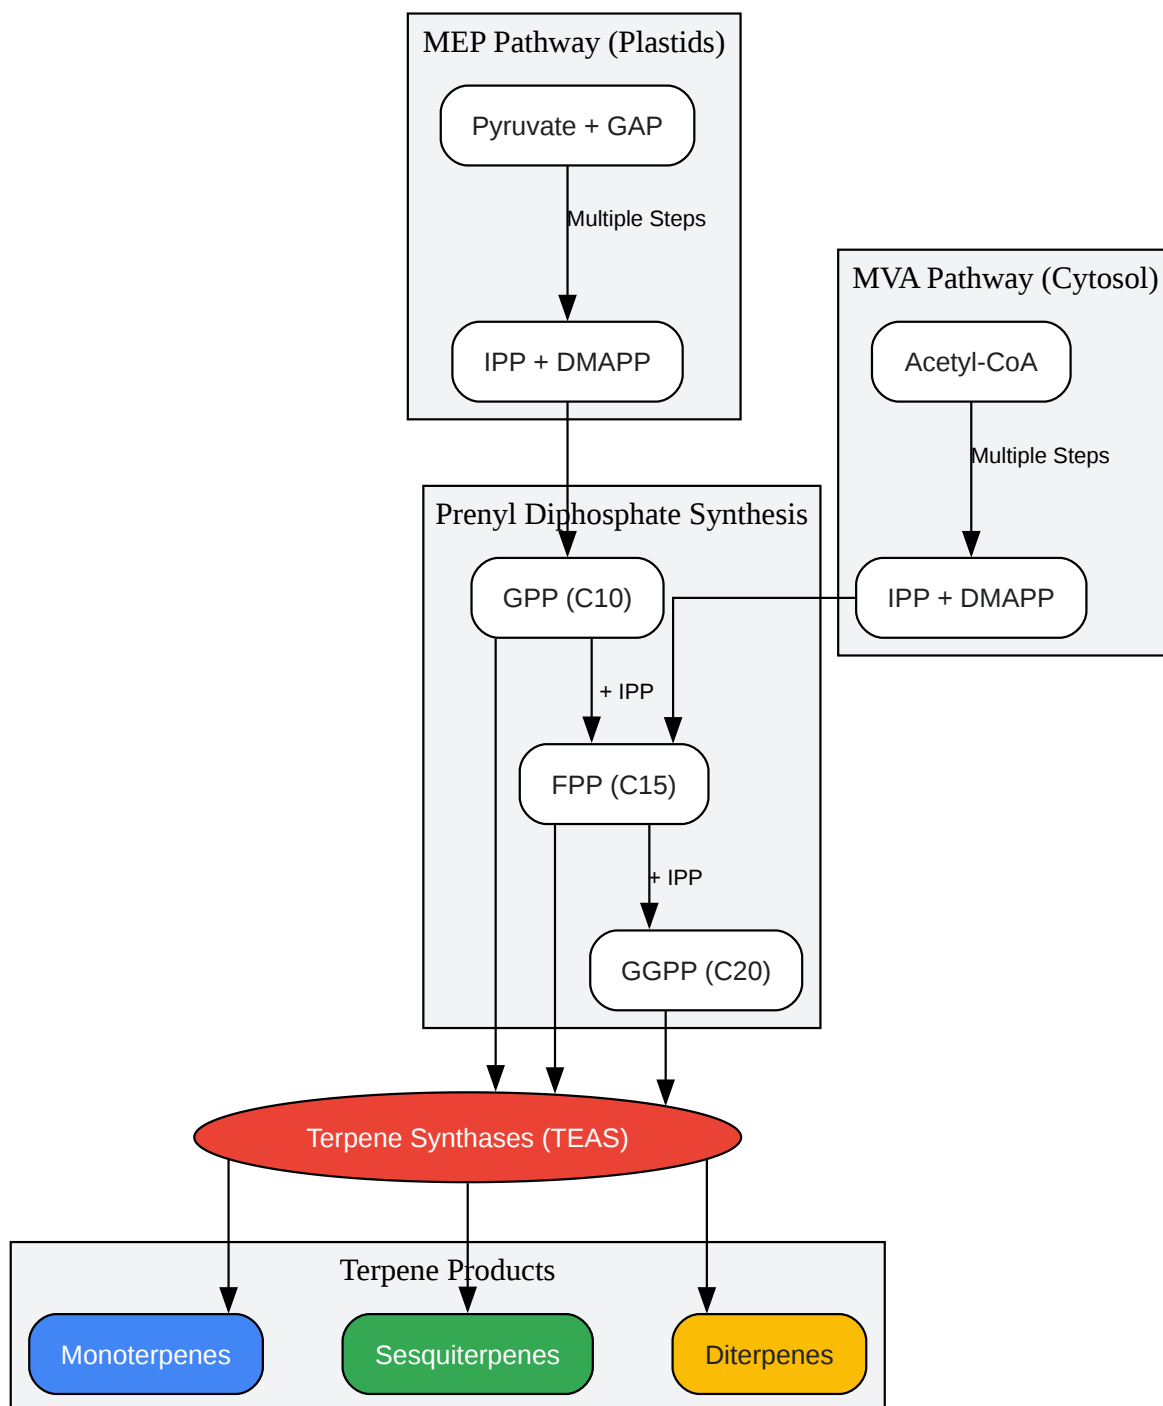 MEP Pathway (Plastids)
Pyruvate + GAP
Multiple Steps
IPP + DMAPP
MVA Pathway (Cytosol)
Acetyl-CoA
Multiple Steps
IPP + DMAPP
Prenyl Diphosphate Synthesis
GPP (C10)
+ IPP
FPP (C15)
+ IPP
GGPP (C20)
Terpene Synthases (TEAS)
Terpene Products
Monoterpenes
Sesquiterpenes
Diterpenes